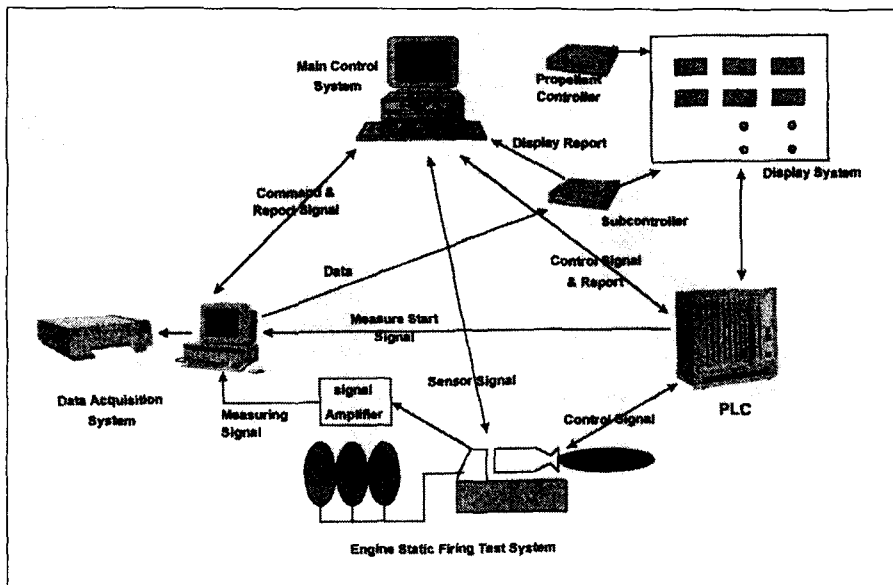 Main Control
System
Propellent
Controller
Display Report
Display System
Command &
Report Signal
Subcontroller
Data
Control Signal
& Report
Measure Start
Signal
Sensor Signal
Data Acquisition
System
Measuring
Signal
signal
Amplifier
Control Signal
PLC
Engine Static Firing Test System